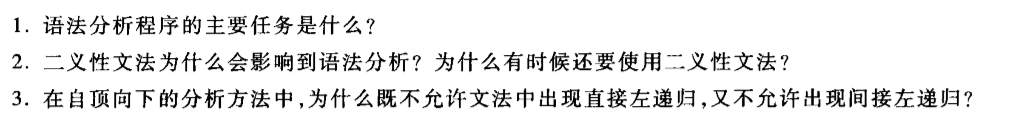 1. 语法分析程序的主要任务是什么?
2. 二义性文法为什么会影响到语法分析? 为什么有时候还要使用二义性文法?
3. 在自顶向下的分析方法中,为什么既不允许文法中出现直接左递归,又不允许出现间接左递归?